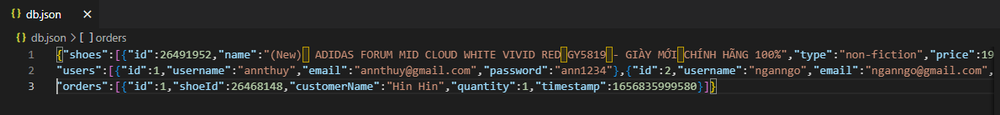 db.json
db.json > [ ] orders
1 {"shoes":[{"id":26491952,"name":"(New)  ADIDAS FORUM MID CLOUD WHITE VIVID RED GY5819 - GIÀY MỚI CHÍNH HÃNG 100%","type":"non-fiction","price":19
2 "users":[{"id":1,"username":"annthuy","email":"annthuy@gmail.com","password":"ann1234"},{"id":2,"username":"nganngo","email":"nganngo@gmail.com",
3 "orders":[{"id":1,"shoeId":26468148,"customerName":"Hin Hin","quantity":1,"timestamp":1656835999580}]}